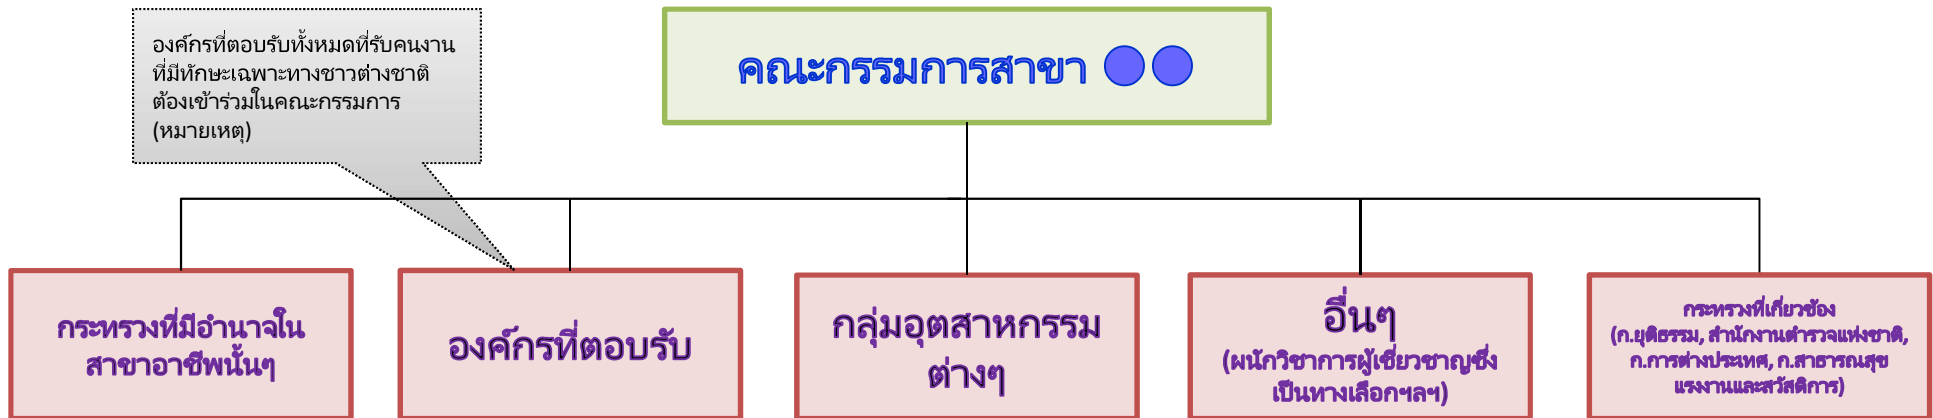 องค์กรที่ตอบรับทั้งหมดที่รับคนงาน
ที่มีทักษะเฉพาะทางชาวต่างชาติ
ต้องเข้าร่วมในคณะกรรมการ
(หมายเหตุ)
คณะกรรมการสาขา ●●
กระทรวงที่มีอำนาจใน
สาขาอาชีพนั้นๆ
องค์กรที่ตอบรับ
กลุ่มอุตสาหกรรม
ต่างๆ
อื่นๆ
(ผนักวิชาการผู้เชี่ยวชาญซึ่ง
เป็นทางเลือกฯลฯ)
กระทรวงที่เกี่ยวข้อง
(ก.ยุติธรรม, สำนักงานตำรวจแห่งชาติ,
ก.การต่างประเทศ, ก.สาธารณสุข
แรงงานและสวัสดิการ)